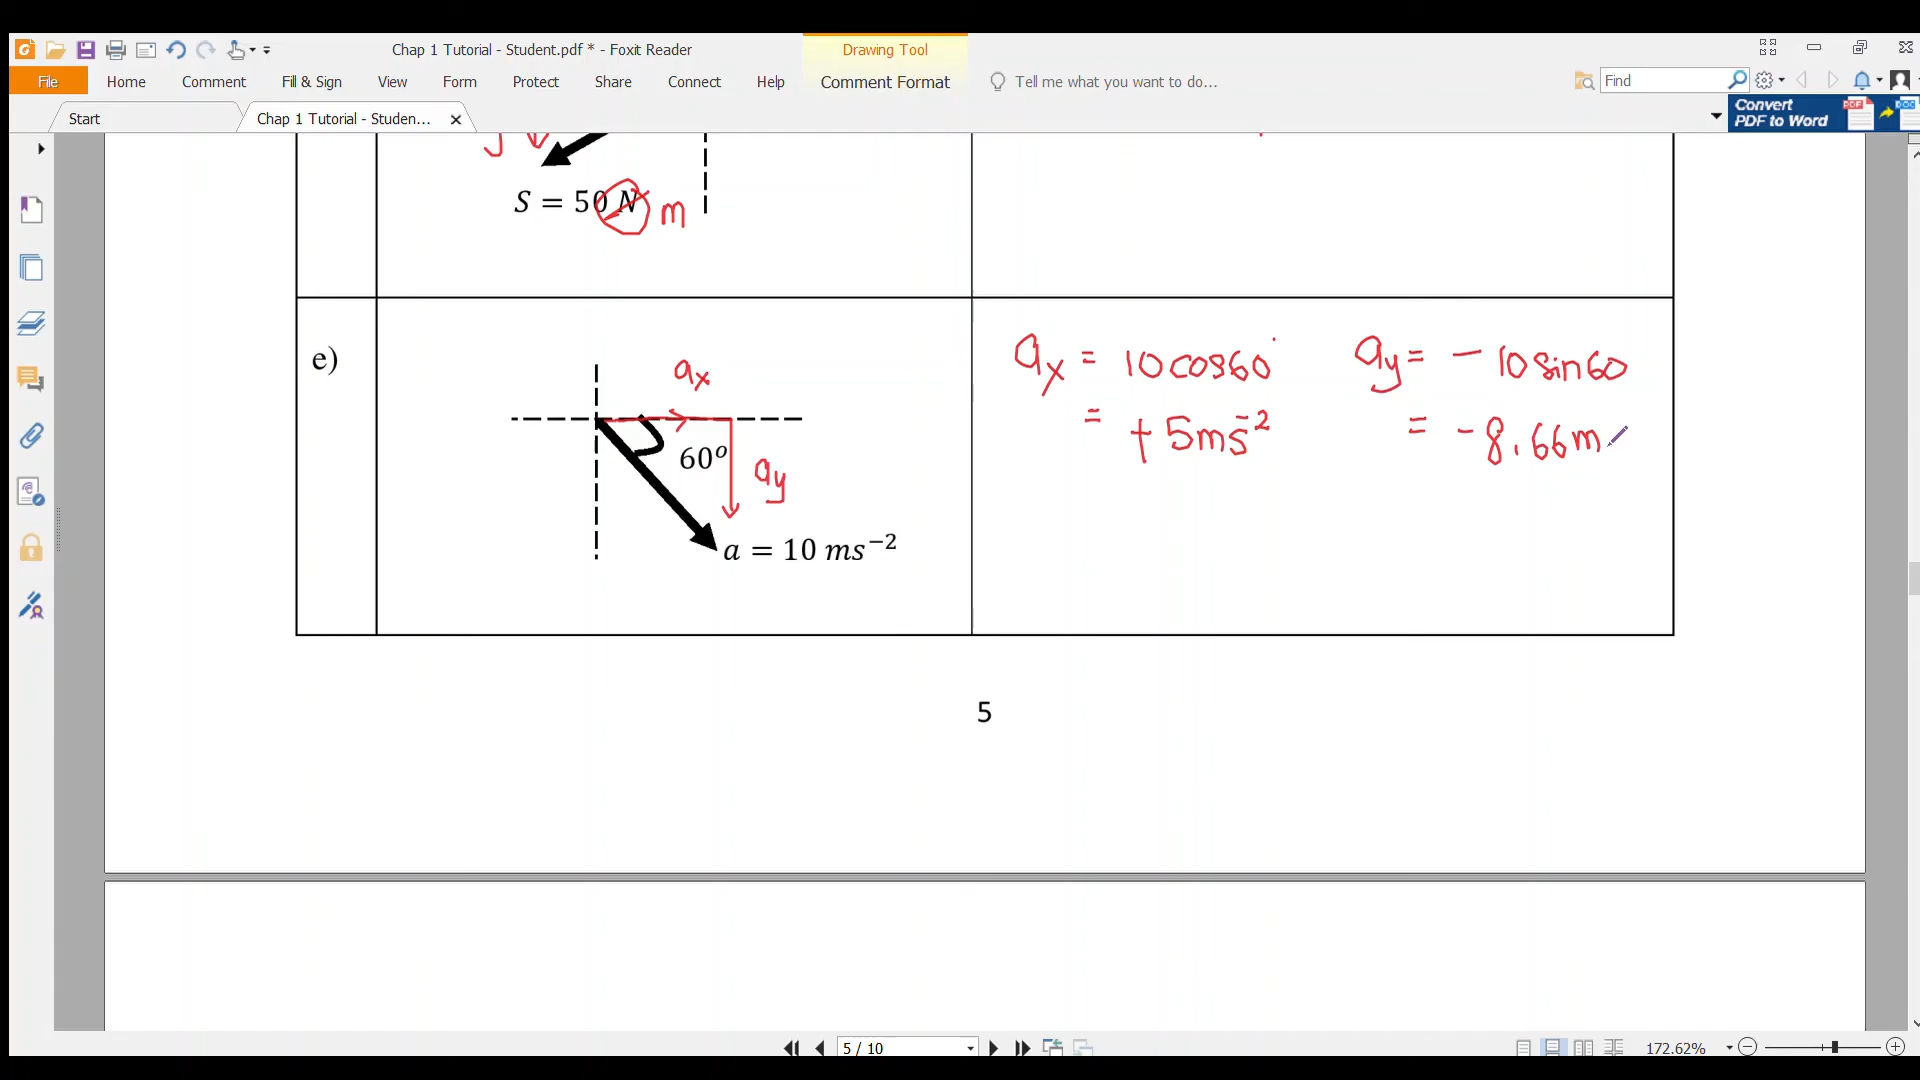 Chap 1 Tutorial - Student.pdf * - Foxit Reader
Drawing Tool
File Home Comment Fill & Sign View Form Protect Share Connect Help Comment Format Tell me what you want to do... Find
Start Chap 1 Tutorial - Studen... Convert PDF to Word PDF DOC
y
S = 50 N m
e)
ax
60°
ay
a = 10 ms⁻²
ax = 10cos60°
= +5ms⁻²
ay = - 10sin60
= -8.66m
5
5 / 10 172.62%